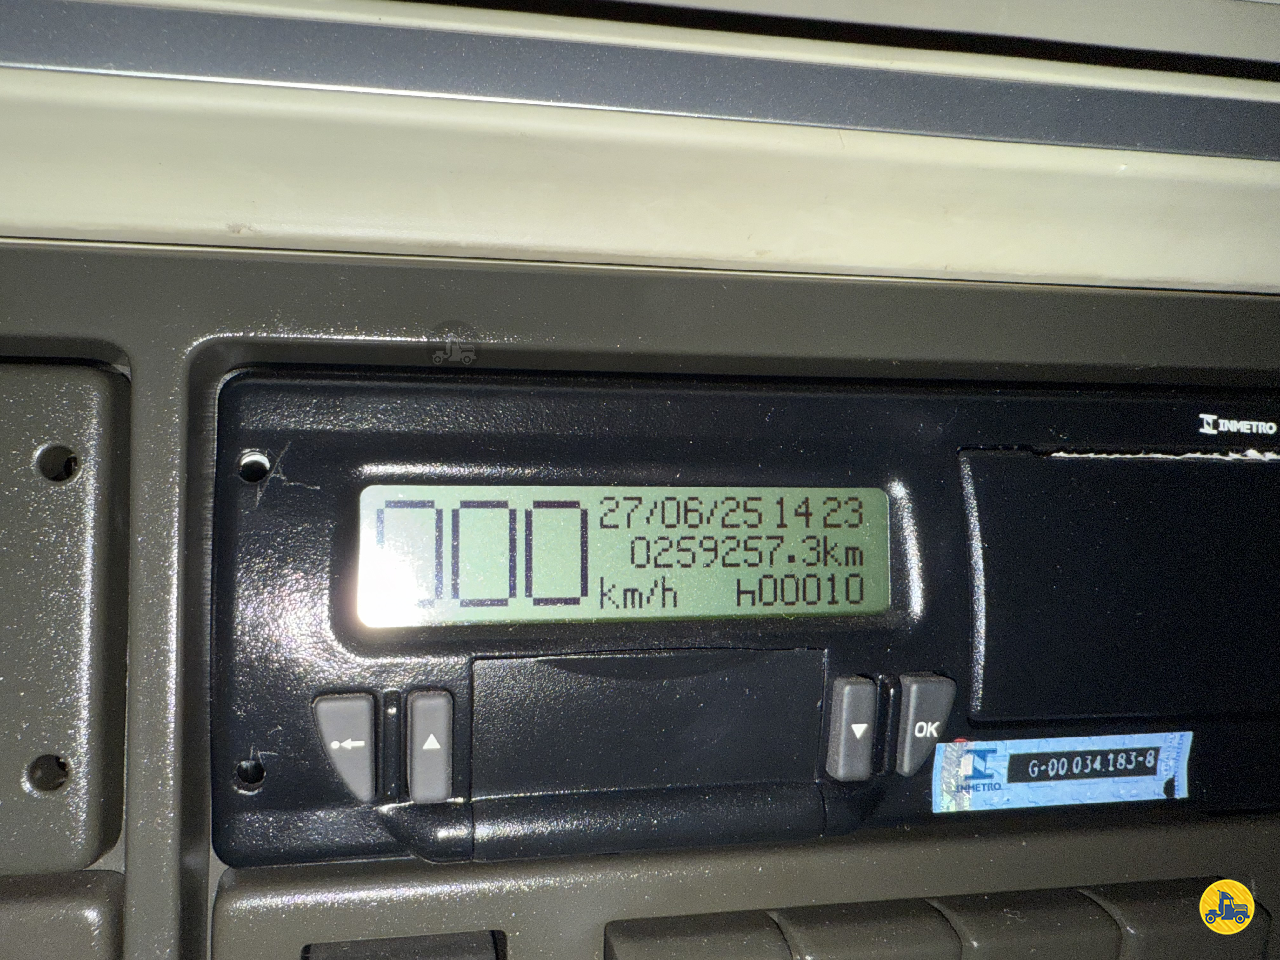 INMETRO
000 27/06/25 14 23
0259257.3km
km/h h00010
OK
INMETRO G-00.034.183-8